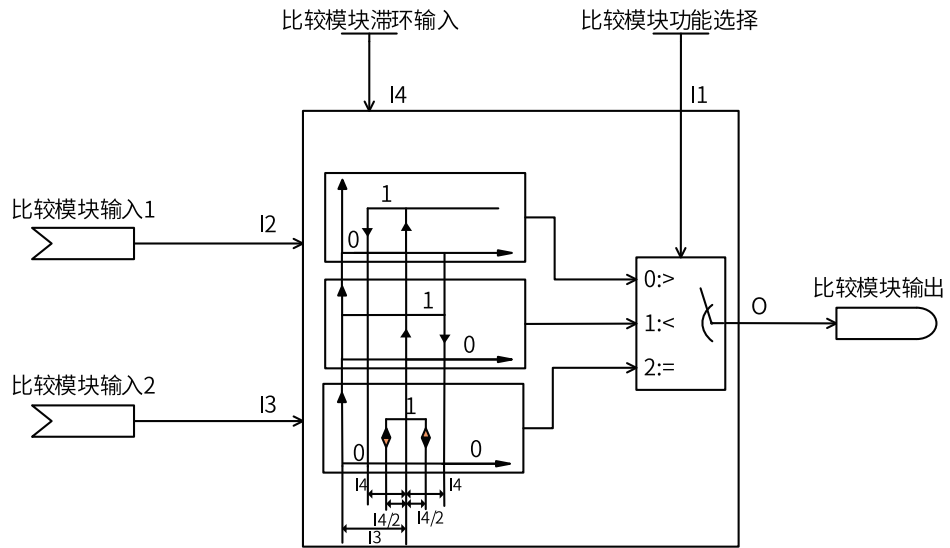 比较模块滞环输入
比较模块功能选择
I4
I1
比较模块输入1
I2
1
0
0:>
1
1:<
0
2:=
比较模块输出
O
比较模块输入2
I3
1
0
0
I4
I4
I4/2
I4/2
I3